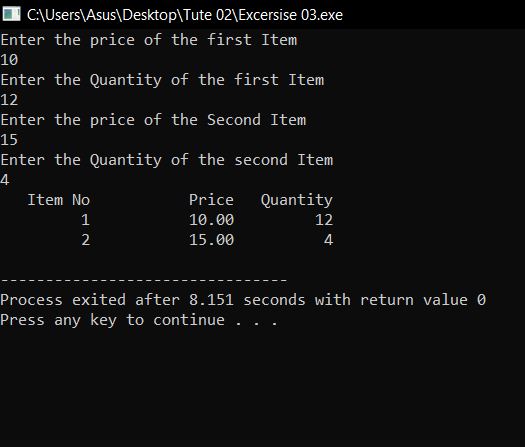 C:\Users\Asus\Desktop\Tute 02\Excersise 03.exe
Enter the price of the first Item
10
Enter the Quantity of the first Item
12
Enter the price of the Second Item
15
Enter the Quantity of the second Item
4
   Item No           Price   Quantity
         1           10.00         12
         2           15.00          4
--------------------------------
Process exited after 8.151 seconds with return value 0
Press any key to continue . . .